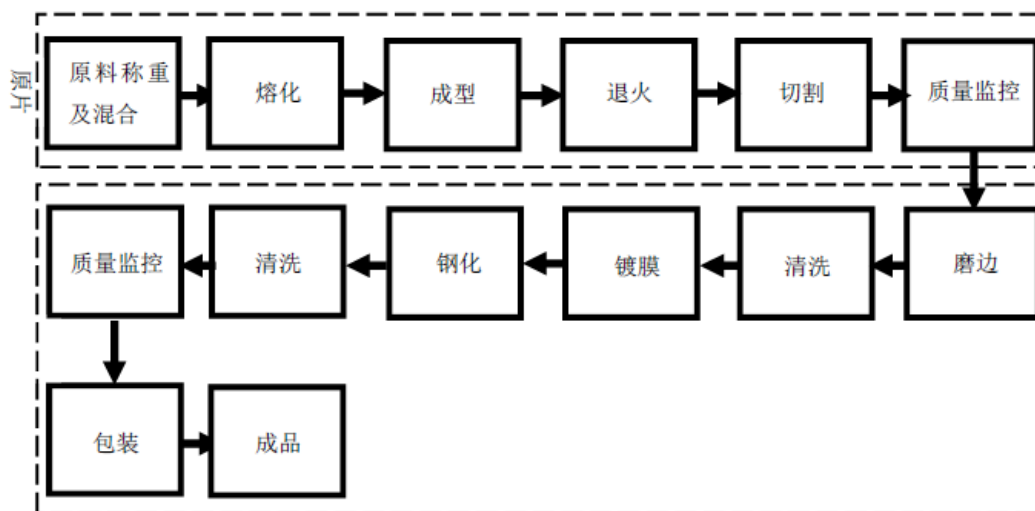 原片
原料称重
及混合
熔化
成型
退火
切割
质量监控
磨边
清洗
镀膜
钢化
清洗
质量监控
包装
成品